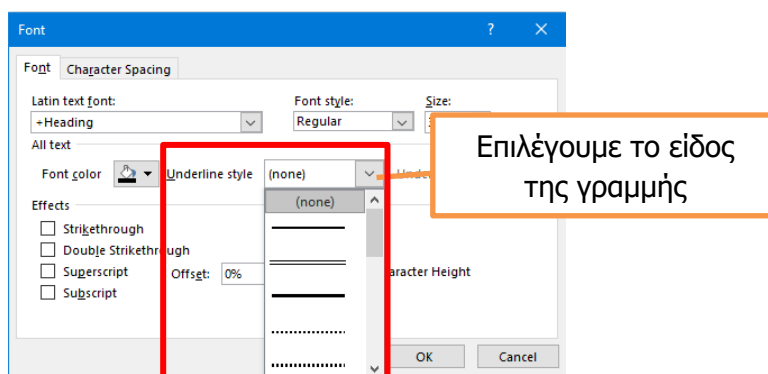 Font ?
Font Character Spacing
Latin text font: Font style: Size:
+Heading Regular
All text
Font color Underline style (none)
Effects (none)
Strikethrough
Double Strikethrough
Superscript Offset: 0%
Subscript
Height
OK Cancel
Επιλέγουμε το είδος
της γραμμής